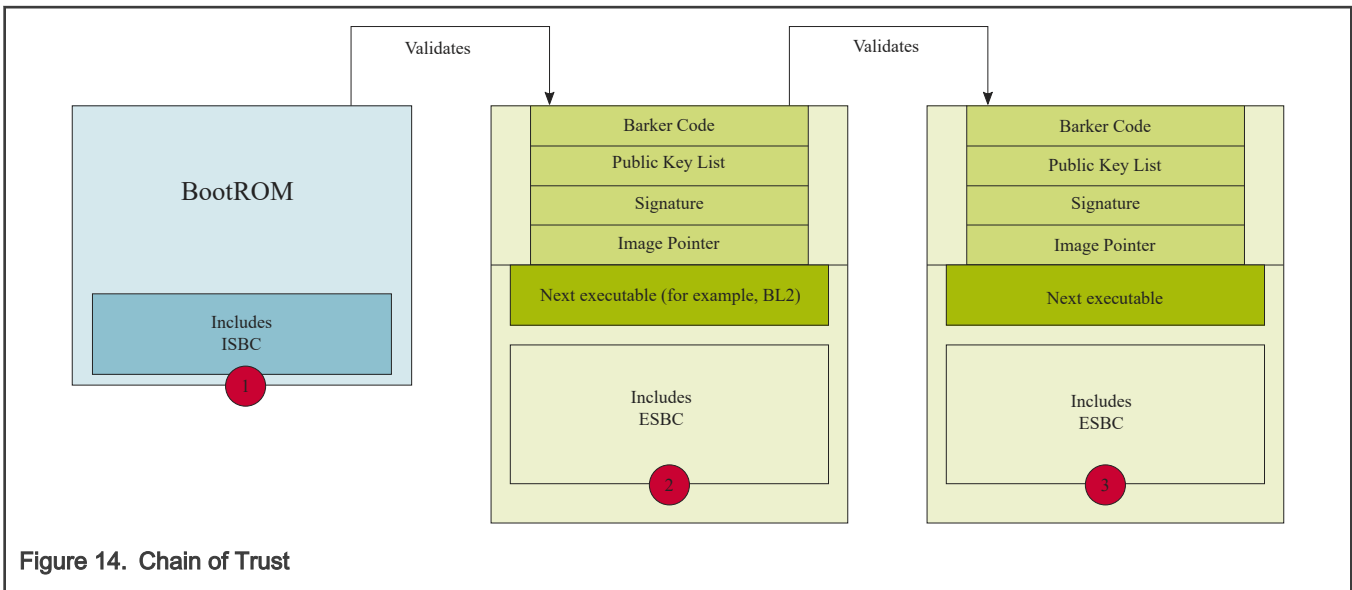 Validates
Validates
BootROM
Includes
ISBC
1
Barker Code
Public Key List
Signature
Image Pointer
Next executable (for example, BL2)
Includes
ESBC
2
Barker Code
Public Key List
Signature
Image Pointer
Next executable
Includes
ESBC
3
Figure 14. Chain of Trust